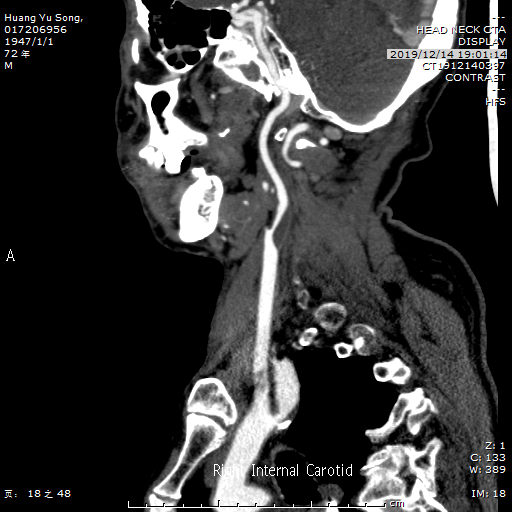 Huang Yu Song,
017206956
1947/1/1
72 年
M
---
HEAD NECK CTA
DISPLAY
2019/12/14 19:01:14
CT1912140397
CONTRAST
---
HFS
A
Right Internal Carotid
Z: 1
C: 133
W: 389
页: 18 之 48
cm
IM: 18